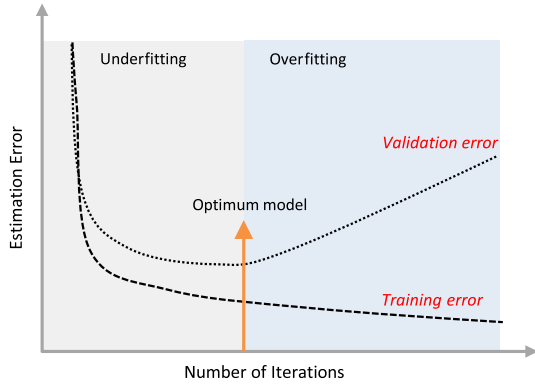 Underfitting
Overfitting
Validation error
Optimum model
Training error
Estimation Error
Number of Iterations